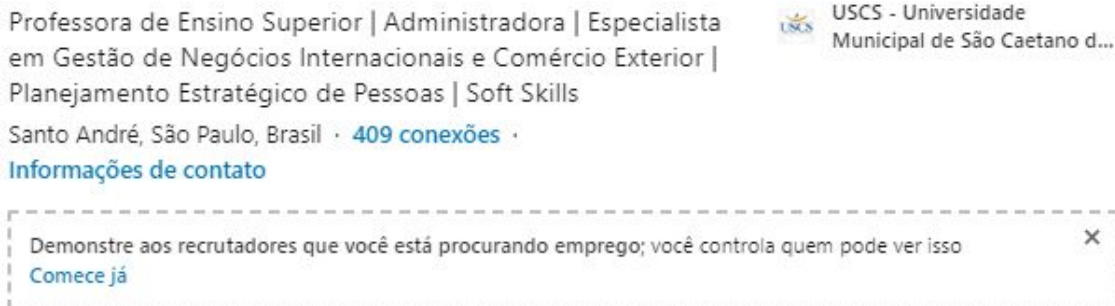 Professora de Ensino Superior | Administradora | Especialista
em Gestão de Negócios Internacionais e Comércio Exterior |
Planejamento Estratégico de Pessoas | Soft Skills
Santo André, São Paulo, Brasil · 409 conexões ·
Informações de contato
USCS
USCS - Universidade
Municipal de São Caetano d...
Demonstre aos recrutadores que você está procurando emprego; você controla quem pode ver isso
Comece já